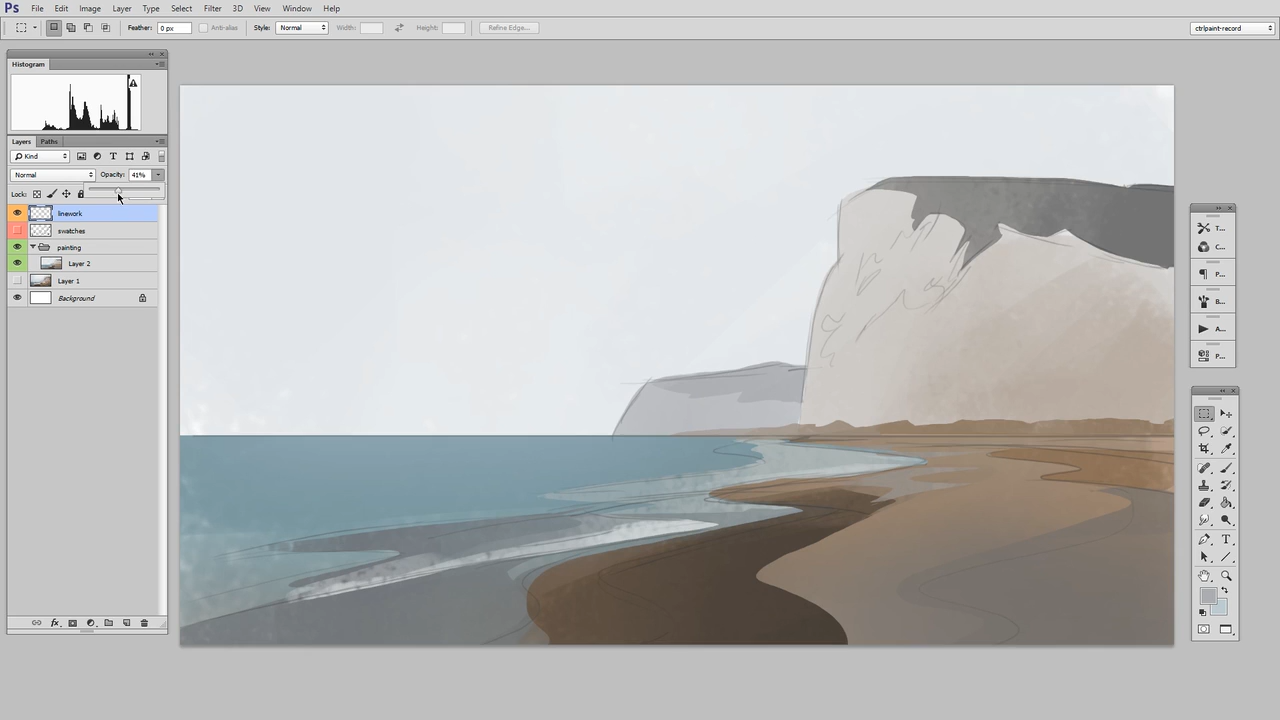 Ps File Edit Image Layer Type Select Filter 3D View Window Help
Feather: 0 px Anti-alias Style: Normal Width: Height: Refine Edge... ctrlpaint-record
Histogram
Layers Paths
Kind
Normal Opacity: 41%
Lock:
linework
swatches
painting
Layer 2
Layer 1
Background
T...
C...
P...
B...
A...
P...